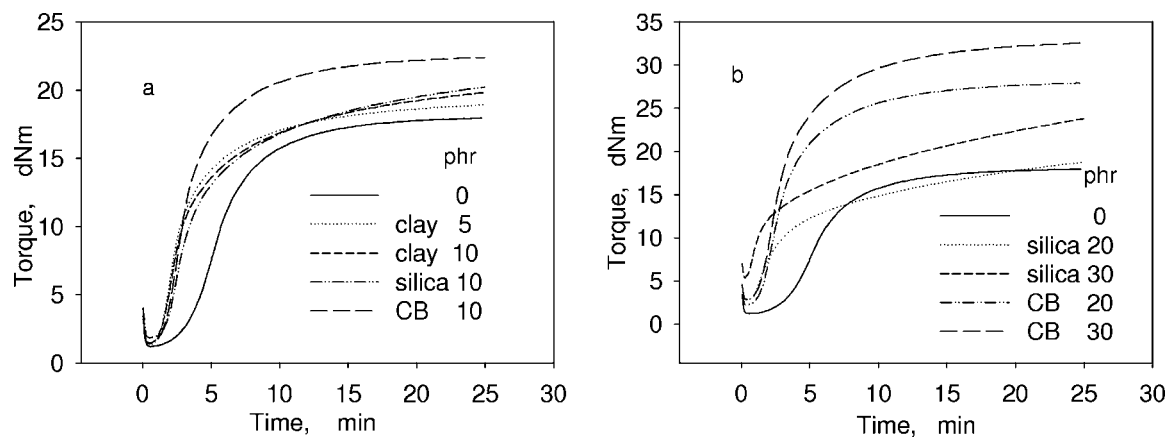 25
20
15
10
5
0
Torque, dNm
a
phr
0
clay 5
clay 10
silica 10
CB 10
0 5 10 15 20 25 30
Time, min
35
30
25
20
15
10
5
0
Torque, dNm
b
phr
0
silica 20
silica 30
CB 20
CB 30
0 5 10 15 20 25 30
Time, min